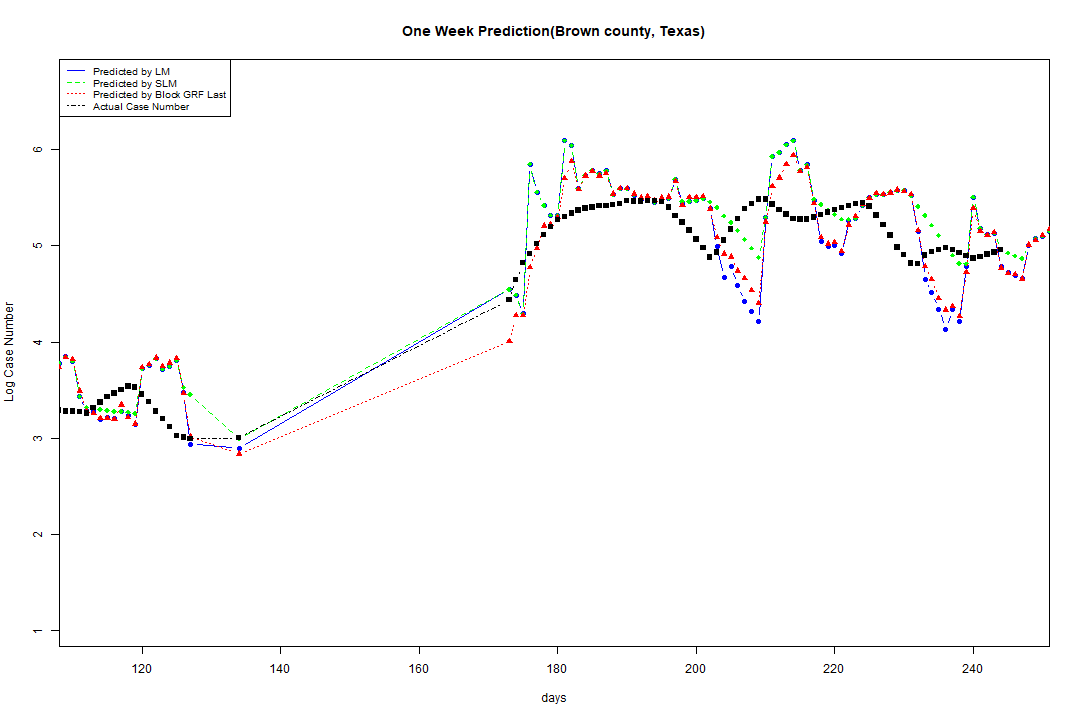 One Week Prediction(Brown county, Texas)
Predicted by LM
Predicted by SLM
Predicted by Block GRF Last
Actual Case Number
Log Case Number
6
5
4
3
2
1
120 140 160 180 200 220 240
days